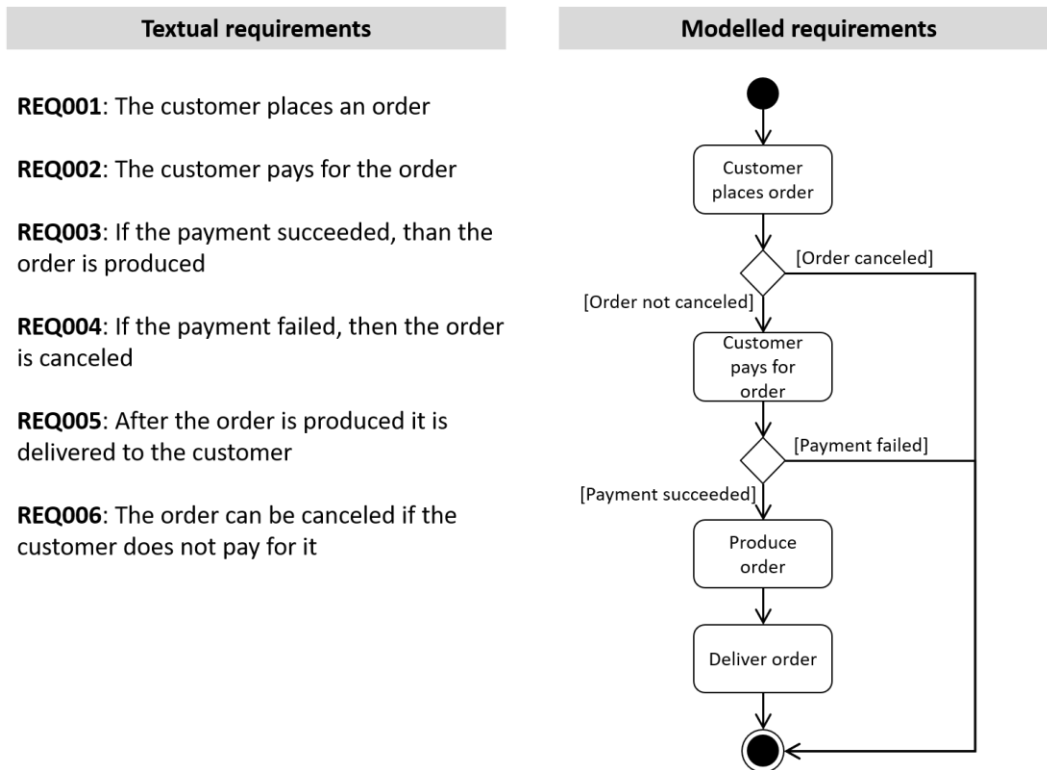 Textual requirements
REQ001: The customer places an order
REQ002: The customer pays for the order
REQ003: If the payment succeeded, than the
order is produced
REQ004: If the payment failed, then the order
is canceled
REQ005: After the order is produced it is
delivered to the customer
REQ006: The order can be canceled if the
customer does not pay for it
Modelled requirements
Customer
places order
[Order canceled]
[Order not canceled]
Customer
pays for
order
[Payment failed]
[Payment succeeded]
Produce
order
Deliver order